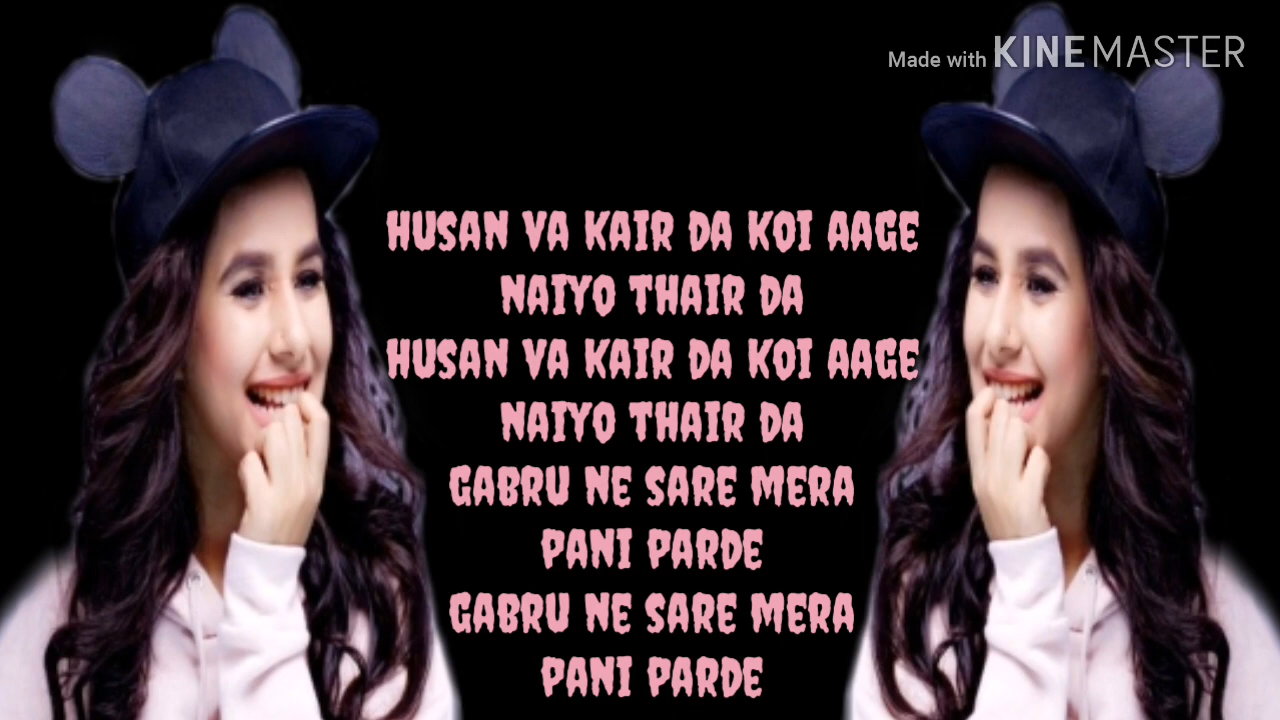 Made with KINEMASTER
HUSAN VA KAIR DA KOI AAGE
NAIYO THAIR DA
HUSAN VA KAIR DA KOI AAGE
NAIYO THAIR DA
GABRU NE SARE MERA
PANI PARDE
GABRU NE SARE MERA
PANI PARDE